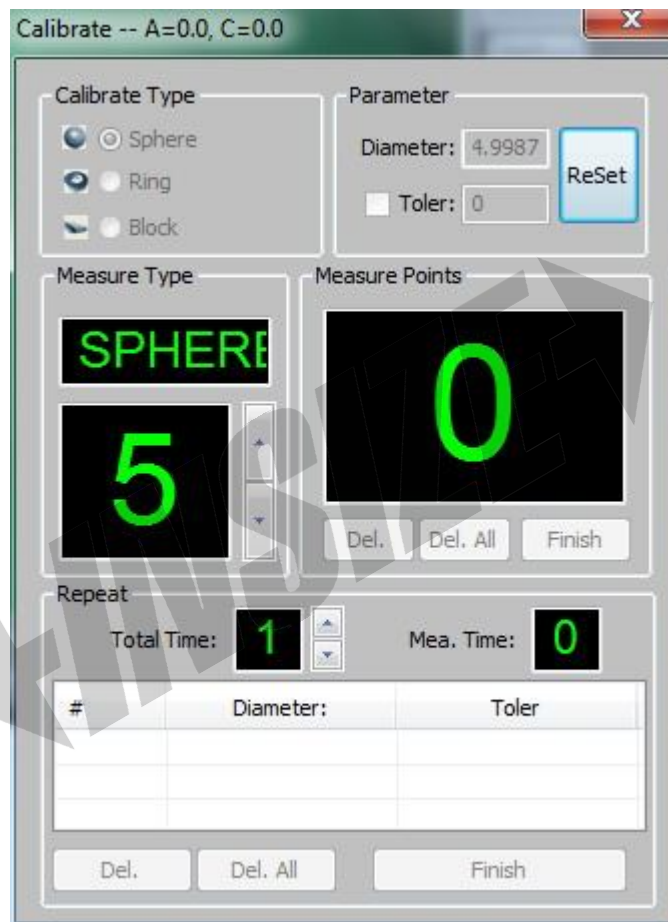 Calibrate -- A=0.0, C=0.0
Calibrate Type
Sphere
Ring
Block
Parameter
Diameter: 4.9987
Toler: 0
ReSet
Measure Type
SPHERE
5
Measure Points
0
Del. Del. All Finish
Repeat
Total Time: 1 Mea. Time: 0
# Diameter: Toler
Del. Del. All Finish
INSIZE